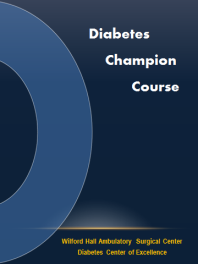 Diabetes
Champion
Course
Wilford Hall Ambulatory Surgical Center
Diabetes Center of Excellence